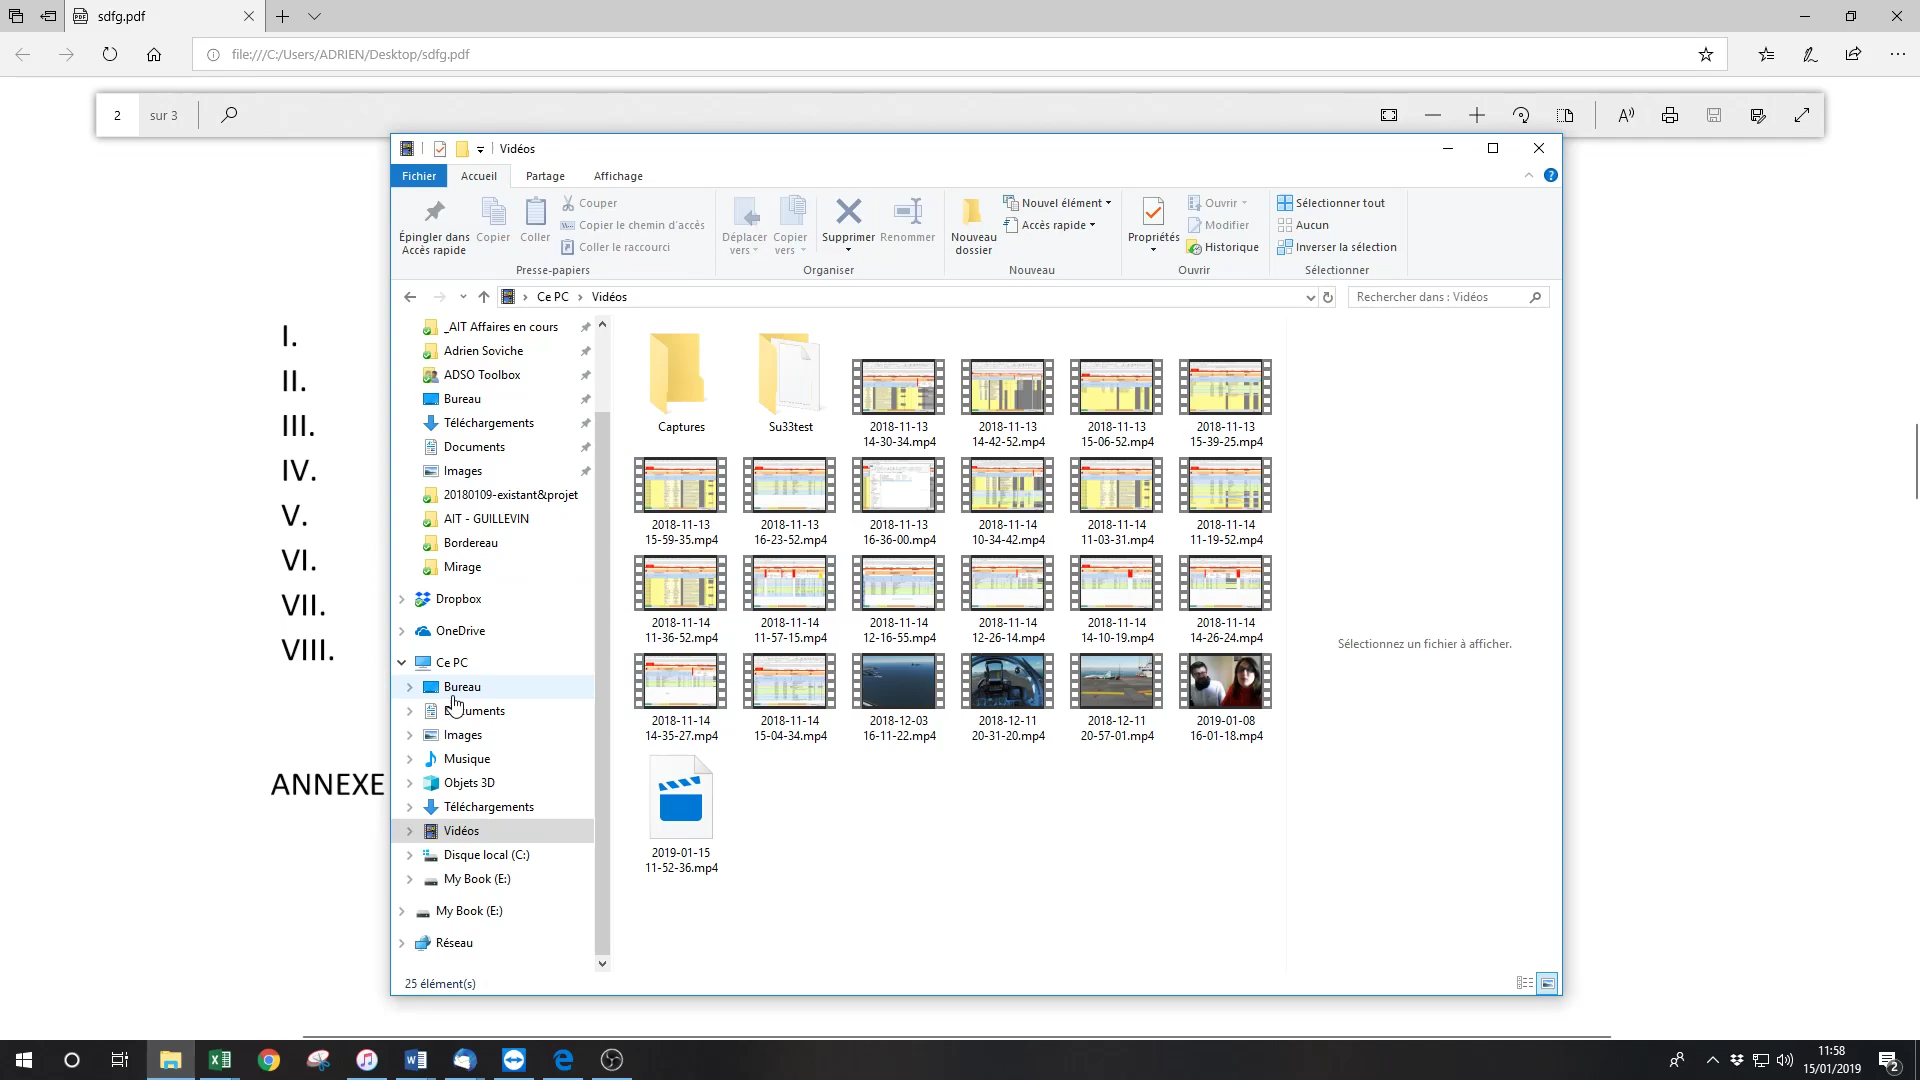 sdfg.pdf
file:///C:/Users/ADRIEN/Desktop/sdfg.pdf
2 sur 3
Vidéos
Fichier Accueil Partage Affichage
Épingler dans Accès rapide
Copier
Coller
Couper
Copier le chemin d'accès
Coller le raccourci
Presse-papiers
Déplacer vers
Copier vers
Supprimer
Renommer
Organiser
Nouveau dossier
Nouvel élément
Accès rapide
Nouveau
Propriétés
Ouvrir
Modifier
Historique
Ouvrir
Sélectionner tout
Aucun
Inverser la sélection
Sélectionner
Ce PC > Vidéos
Rechercher dans : Vidéos
I.
II.
III.
IV.
V.
VI.
VII.
VIII.
ANNEXE
_AIT Affaires en cours
Adrien Soviche
ADSO Toolbox
Bureau
Téléchargements
Documents
Images
20180109-existant&projet
AIT - GUILLEVIN
Bordereau
Mirage
Dropbox
OneDrive
Ce PC
Bureau
Documents
Images
Musique
Objets 3D
Téléchargements
Vidéos
Disque local (C:)
My Book (E:)
My Book (E:)
Réseau
Captures
Su33test
2018-11-13 14-30-34.mp4
2018-11-13 14-42-52.mp4
2018-11-13 15-06-52.mp4
2018-11-13 15-39-25.mp4
2018-11-13 15-59-35.mp4
2018-11-13 16-23-52.mp4
2018-11-13 16-36-00.mp4
2018-11-14 10-34-42.mp4
2018-11-14 11-03-31.mp4
2018-11-14 11-19-52.mp4
2018-11-14 11-36-52.mp4
2018-11-14 11-57-15.mp4
2018-11-14 12-16-55.mp4
2018-11-14 12-26-14.mp4
2018-11-14 14-10-19.mp4
2018-11-14 14-26-24.mp4
2018-11-14 14-35-27.mp4
2018-11-14 15-04-34.mp4
2018-12-03 16-11-22.mp4
2018-12-11 20-31-20.mp4
2018-12-11 20-57-01.mp4
2019-01-08 16-01-18.mp4
2019-01-15 11-52-36.mp4
Sélectionnez un fichier à afficher.
25 élément(s)
11:58
15/01/2019
2